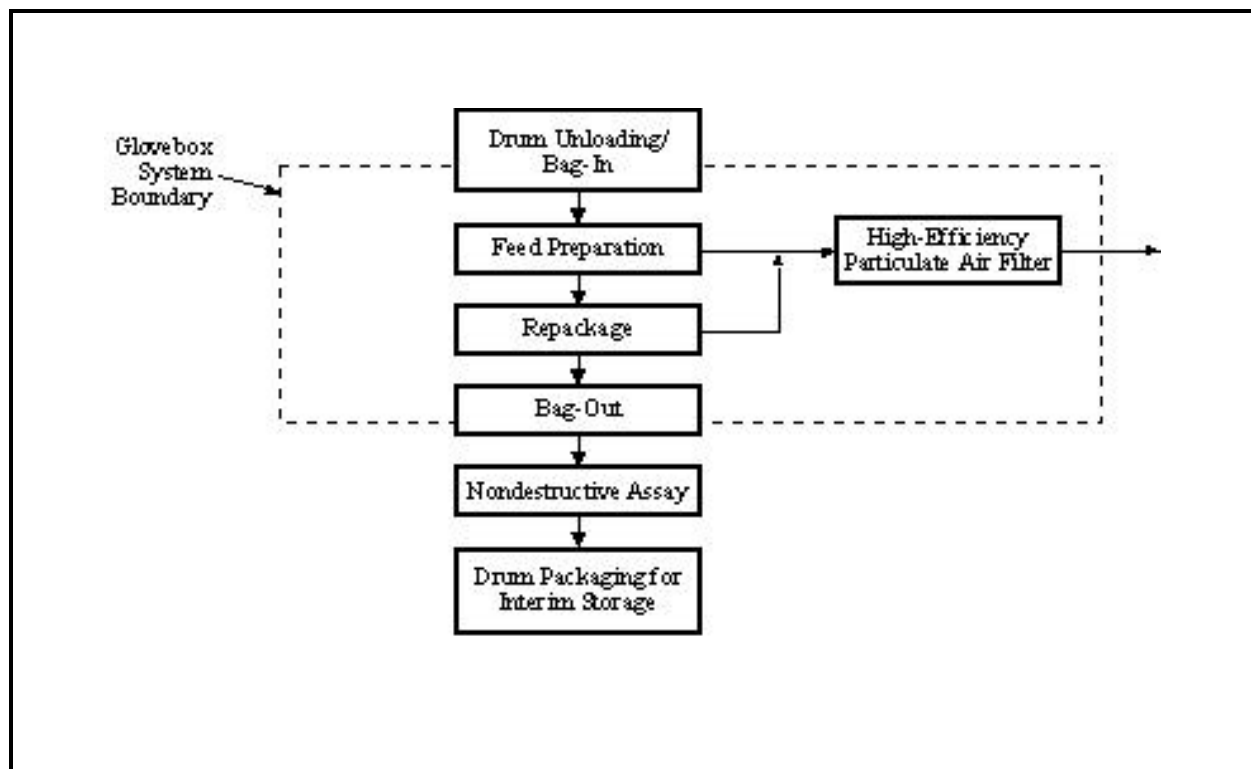 Glovebox
System
Boundary
Drum Unloading/
Bag-In
Feed Preparation
High-Efficiency
Particulate Air Filter
Repackage
Bag-Out
Nondestructive Assay
Drum Packaging for
Interim Storage